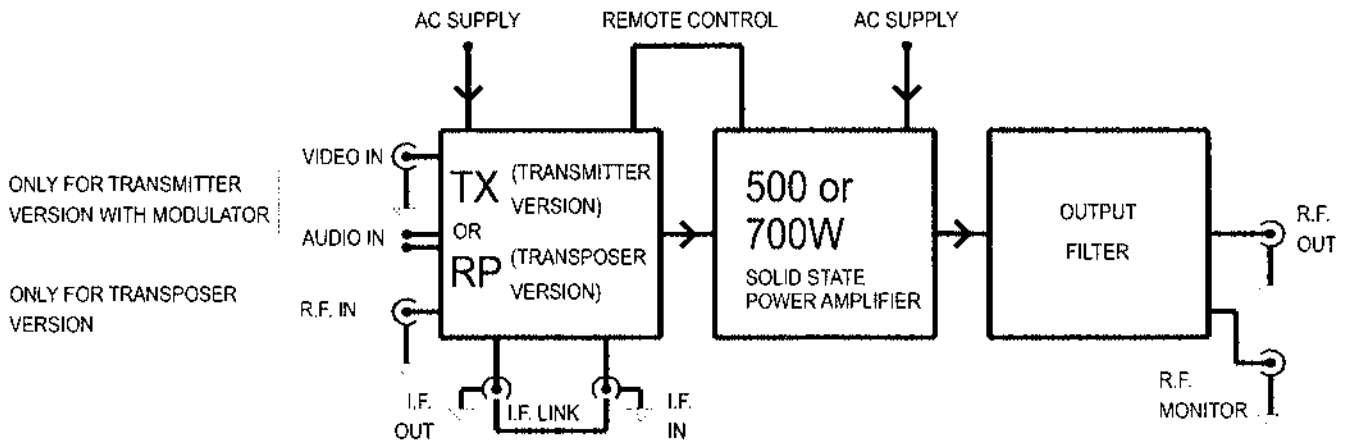 AC SUPPLY
REMOTE CONTROL
AC SUPPLY
VIDEO IN
ONLY FOR TRANSMITTER
VERSION WITH MODULATOR
AUDIO IN
ONLY FOR TRANSPOSER
VERSION
R.F. IN
TX (TRANSMITTER
VERSION)
OR
RP (TRANSPOSER
VERSION)
500 or
700W
SOLID STATE
POWER AMPLIFIER
OUTPUT
FILTER
R.F.
OUT
R.F.
MONITOR
I.F.
OUT
I.F. LINK
I.F.
IN